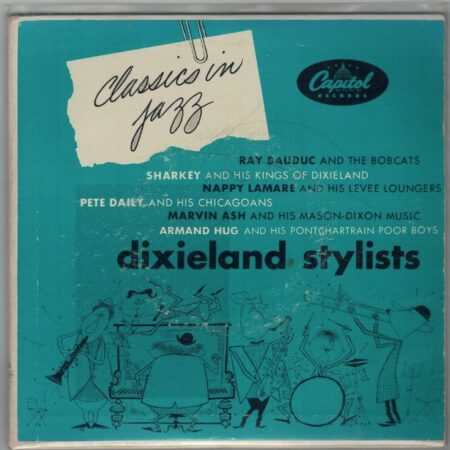 Classics in
jazz
Capitol
RECORDS
RAY BAUDUC AND THE BOBCATS
SHARKEY AND HIS KINGS OF DIXIELAND
NAPPY LAMARE AND HIS LEVEE LOUNGERS
PETE DAILY AND HIS CHICAGOANS
MARVIN ASH AND HIS MASON-DIXON MUSIC
ARMAND HUG AND HIS PONTCHARTRAIN POOR BOYS
dixieland stylists